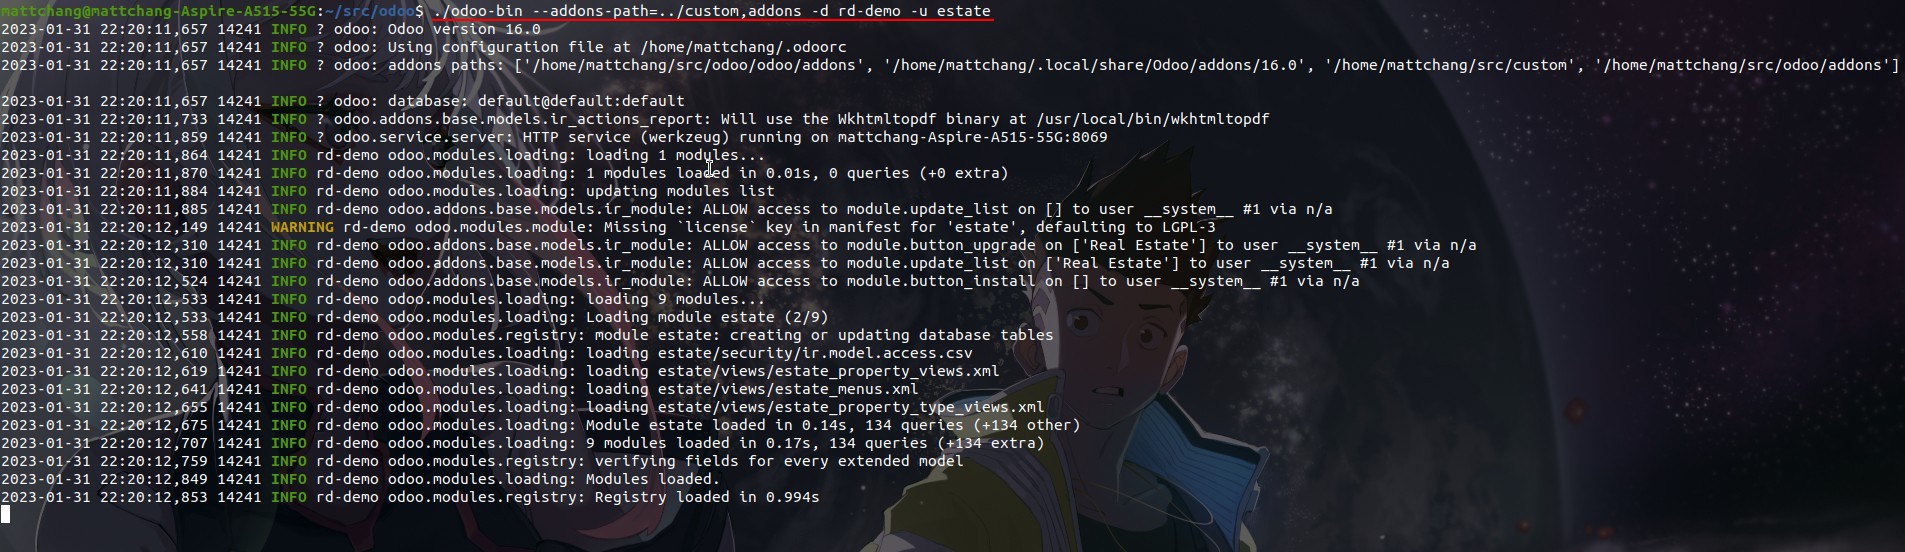 mattchang@mattchang-Aspire-A515-55G:~/src/odoo$ ./odoo-bin --addons-path=../custom,addons -d rd-demo -u estate
2023-01-31 22:20:11,657 14241 INFO ? odoo: Odoo version 16.0
2023-01-31 22:20:11,657 14241 INFO ? odoo: Using configuration file at /home/mattchang/.odoorc
2023-01-31 22:20:11,657 14241 INFO ? odoo: addons paths: ['/home/mattchang/src/odoo/odoo/addons', '/home/mattchang/.local/share/Odoo/addons/16.0', '/home/mattchang/src/custom', '/home/mattchang/src/odoo/addons']
2023-01-31 22:20:11,657 14241 INFO ? odoo: database: default@default:default
2023-01-31 22:20:11,733 14241 INFO ? odoo.addons.base.models.ir_actions_report: Will use the Wkhtmltopdf binary at /usr/local/bin/wkhtmltopdf
2023-01-31 22:20:11,859 14241 INFO ? odoo.service.server: HTTP service (werkzeug) running on mattchang-Aspire-A515-55G:8069
2023-01-31 22:20:11,864 14241 INFO rd-demo odoo.modules.loading: loading 1 modules...
2023-01-31 22:20:11,870 14241 INFO rd-demo odoo.modules.loading: 1 modules loaded in 0.01s, 0 queries (+0 extra)
2023-01-31 22:20:11,884 14241 INFO rd-demo odoo.modules.loading: updating modules list
2023-01-31 22:20:11,885 14241 INFO rd-demo odoo.addons.base.models.ir_module: ALLOW access to module.update_list on [] to user __system__ #1 via n/a
2023-01-31 22:20:12,149 14241 WARNING rd-demo odoo.modules.module: Missing `license` key in manifest for 'estate', defaulting to LGPL-3
2023-01-31 22:20:12,310 14241 INFO rd-demo odoo.addons.base.models.ir_module: ALLOW access to module.button_upgrade on ['Real Estate'] to user __system__ #1 via n/a
2023-01-31 22:20:12,310 14241 INFO rd-demo odoo.addons.base.models.ir_module: ALLOW access to module.update_list on ['Real Estate'] to user __system__ #1 via n/a
2023-01-31 22:20:12,524 14241 INFO rd-demo odoo.addons.base.models.ir_module: ALLOW access to module.button_install on [] to user __system__ #1 via n/a
2023-01-31 22:20:12,533 14241 INFO rd-demo odoo.modules.loading: loading 9 modules...
2023-01-31 22:20:12,533 14241 INFO rd-demo odoo.modules.loading: Loading module estate (2/9)
2023-01-31 22:20:12,558 14241 INFO rd-demo odoo.modules.registry: module estate: creating or updating database tables
2023-01-31 22:20:12,610 14241 INFO rd-demo odoo.modules.loading: loading estate/security/ir.model.access.csv
2023-01-31 22:20:12,619 14241 INFO rd-demo odoo.modules.loading: loading estate/views/estate_property_views.xml
2023-01-31 22:20:12,641 14241 INFO rd-demo odoo.modules.loading: loading estate/views/estate_menus.xml
2023-01-31 22:20:12,655 14241 INFO rd-demo odoo.modules.loading: loading estate/views/estate_property_type_views.xml
2023-01-31 22:20:12,675 14241 INFO rd-demo odoo.modules.loading: Module estate loaded in 0.14s, 134 queries (+134 other)
2023-01-31 22:20:12,707 14241 INFO rd-demo odoo.modules.loading: 9 modules loaded in 0.17s, 134 queries (+134 extra)
2023-01-31 22:20:12,759 14241 INFO rd-demo odoo.modules.registry: verifying fields for every extended model
2023-01-31 22:20:12,849 14241 INFO rd-demo odoo.modules.loading: Modules loaded.
2023-01-31 22:20:12,853 14241 INFO rd-demo odoo.modules.registry: Registry loaded in 0.994s